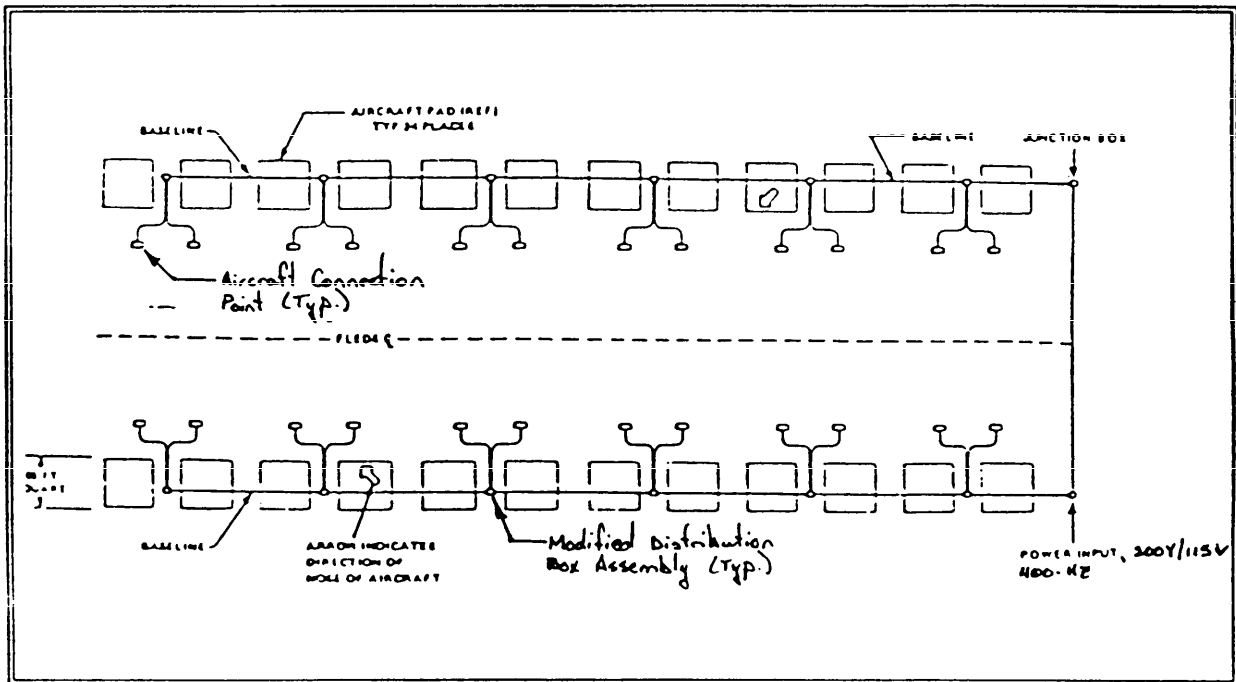 AIRCRAFT PAD (REF)
TYP 24 PLACES
BASELINE
BASELINE
JUNCTION BOX
Aircraft Connection
Point (Typ.)
BASELINE
ARROW INDICATES
DIRECTION OF
NOSE OF AIRCRAFT
Modified Distribution
Box Assembly (Typ.)
POWER INPUT, 200Y/115V
400-HZ